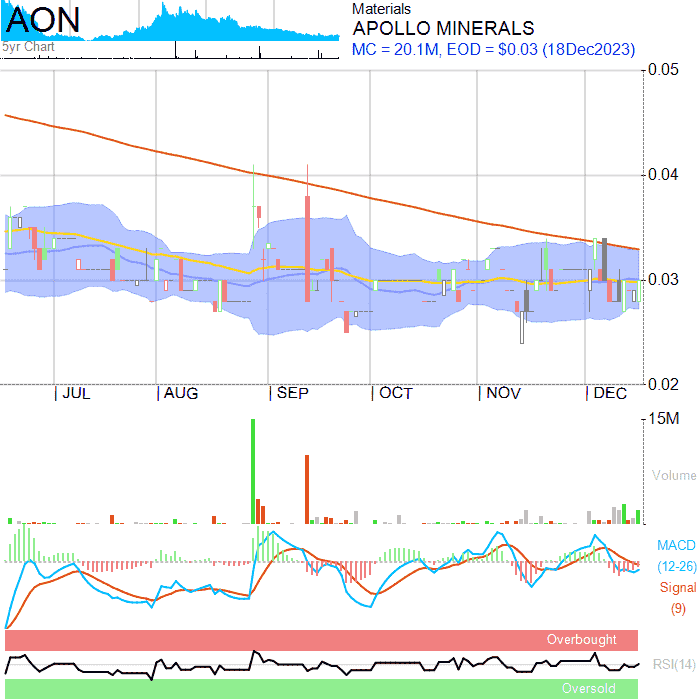 AON
5yr Chart
Materials
APOLLO MINERALS
MC = 20.1M, EOD = $0.03 (18Dec2023)
0.05
0.04
0.03
0.02
JUL AUG SEP OCT NOV DEC
15M
Volume
MACD
(12-26)
Signal
(9)
Overbought
RSI(14)
Oversold